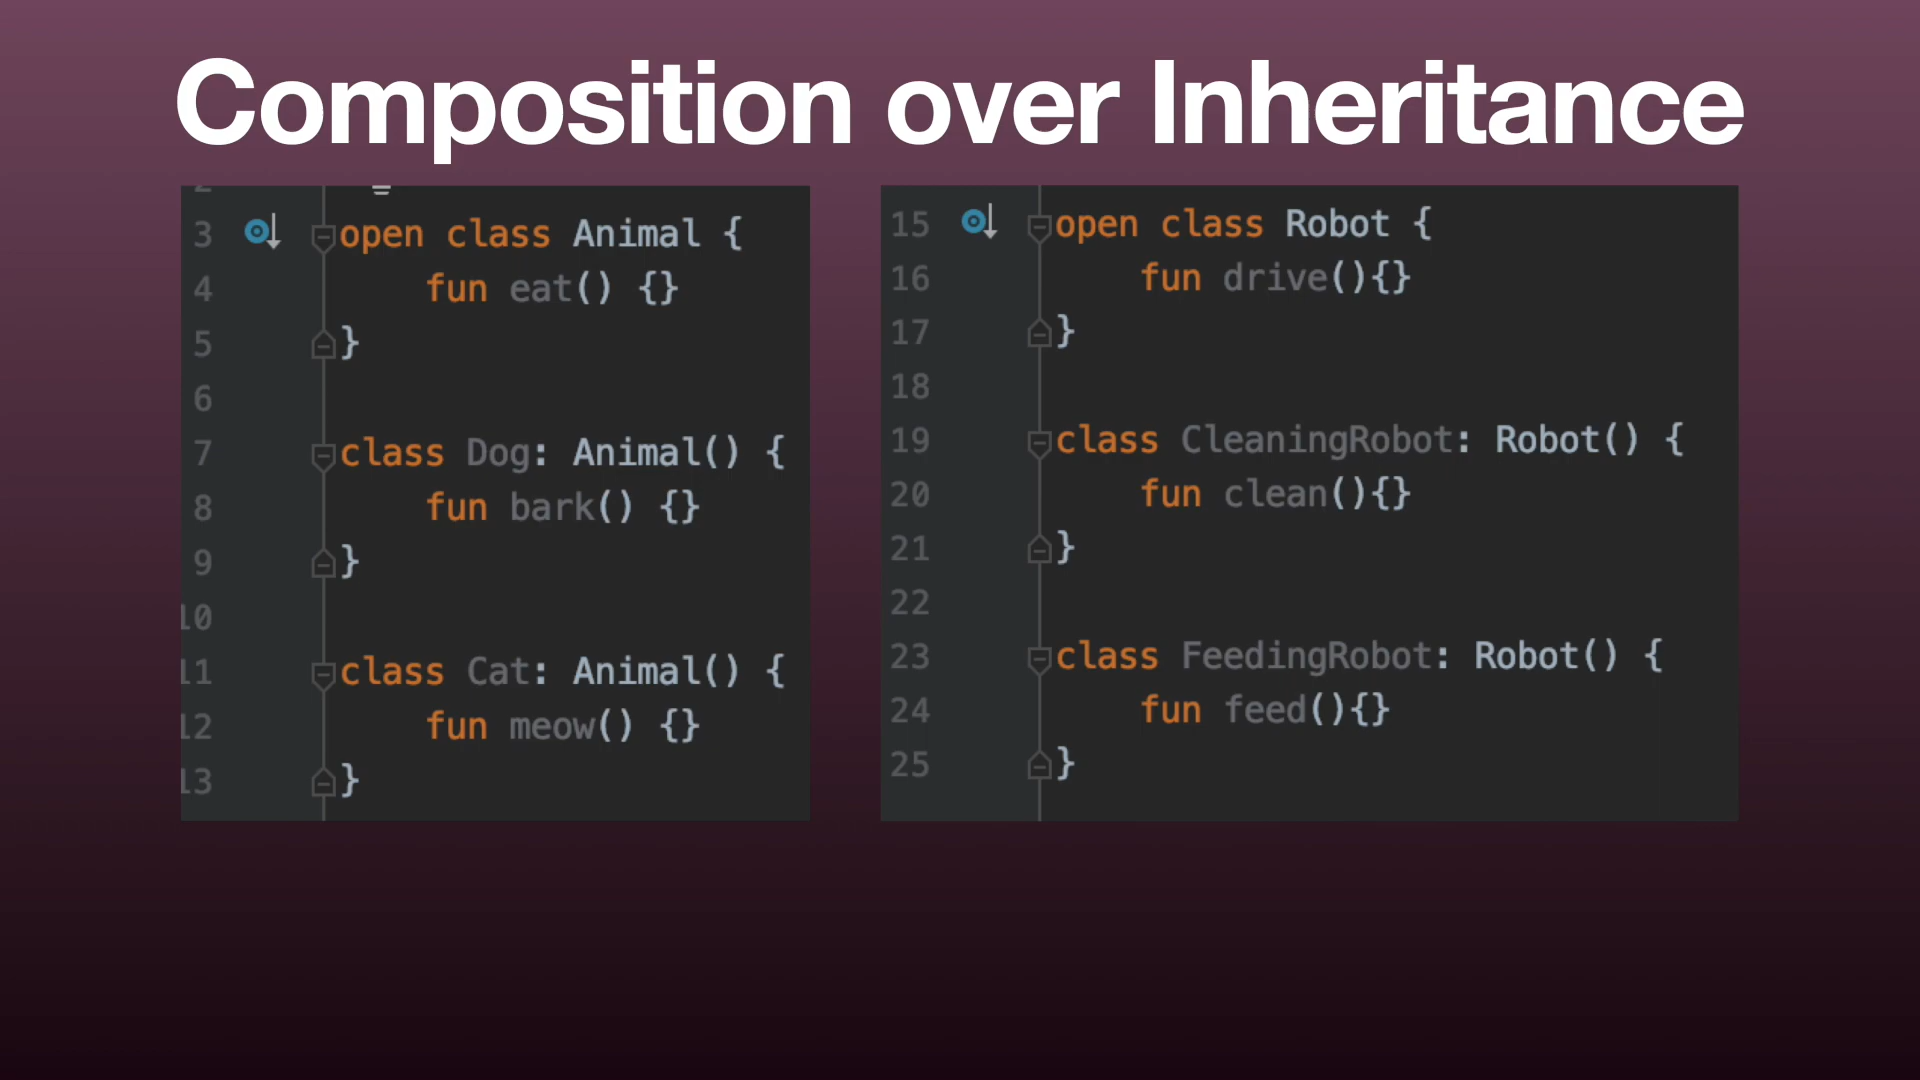 Composition over Inheritance
3 open class Animal {
4 fun eat() {}
5 }
6
7 class Dog: Animal() {
8 fun bark() {}
9 }
10
11 class Cat: Animal() {
12 fun meow() {}
13 }
15 open class Robot {
16 fun drive(){}
17 }
18
19 class CleaningRobot: Robot() {
20 fun clean(){}
21 }
22
23 class FeedingRobot: Robot() {
24 fun feed(){}
25 }